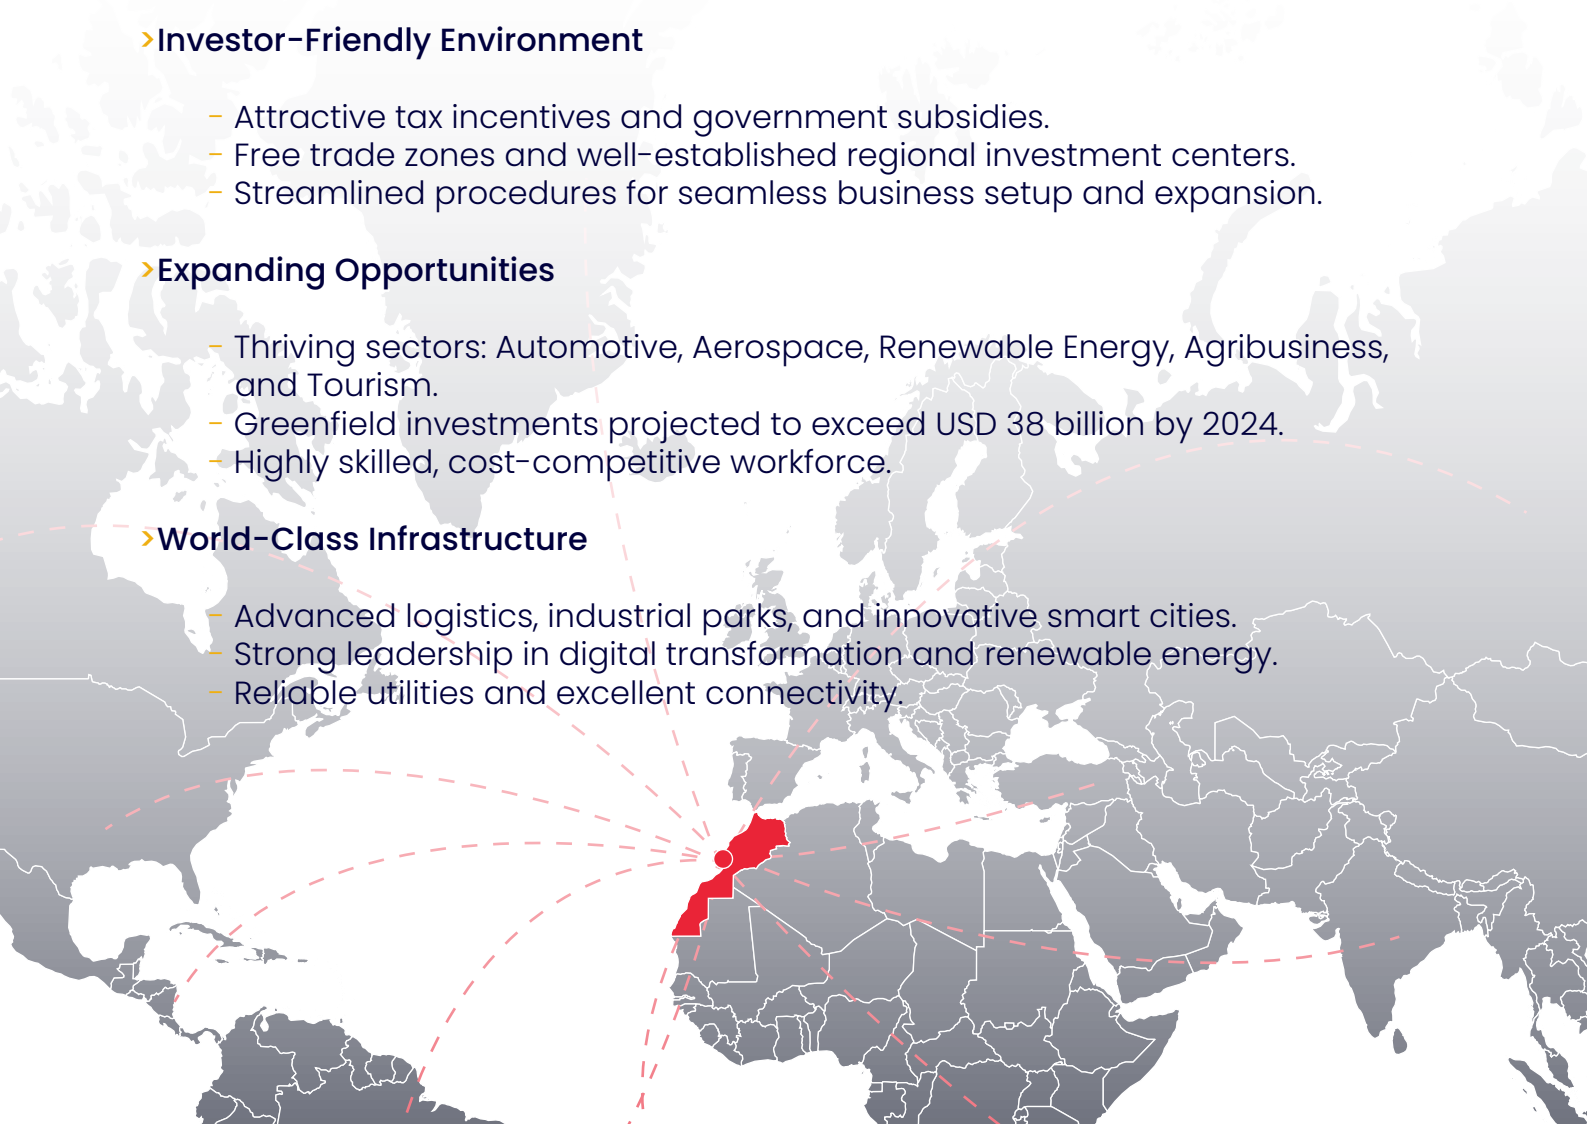 >Investor-Friendly Environment
- Attractive tax incentives and government subsidies.
- Free trade zones and well-established regional investment centers.
- Streamlined procedures for seamless business setup and expansion.
>Expanding Opportunities
- Thriving sectors: Automotive, Aerospace, Renewable Energy, Agribusiness,
and Tourism.
- Greenfield investments projected to exceed USD 38 billion by 2024.
- Highly skilled, cost-competitive workforce.
>World-Class Infrastructure
- Advanced logistics, industrial parks, and innovative smart cities.
- Strong leadership in digital transformation and renewable energy.
- Reliable utilities and excellent connectivity.